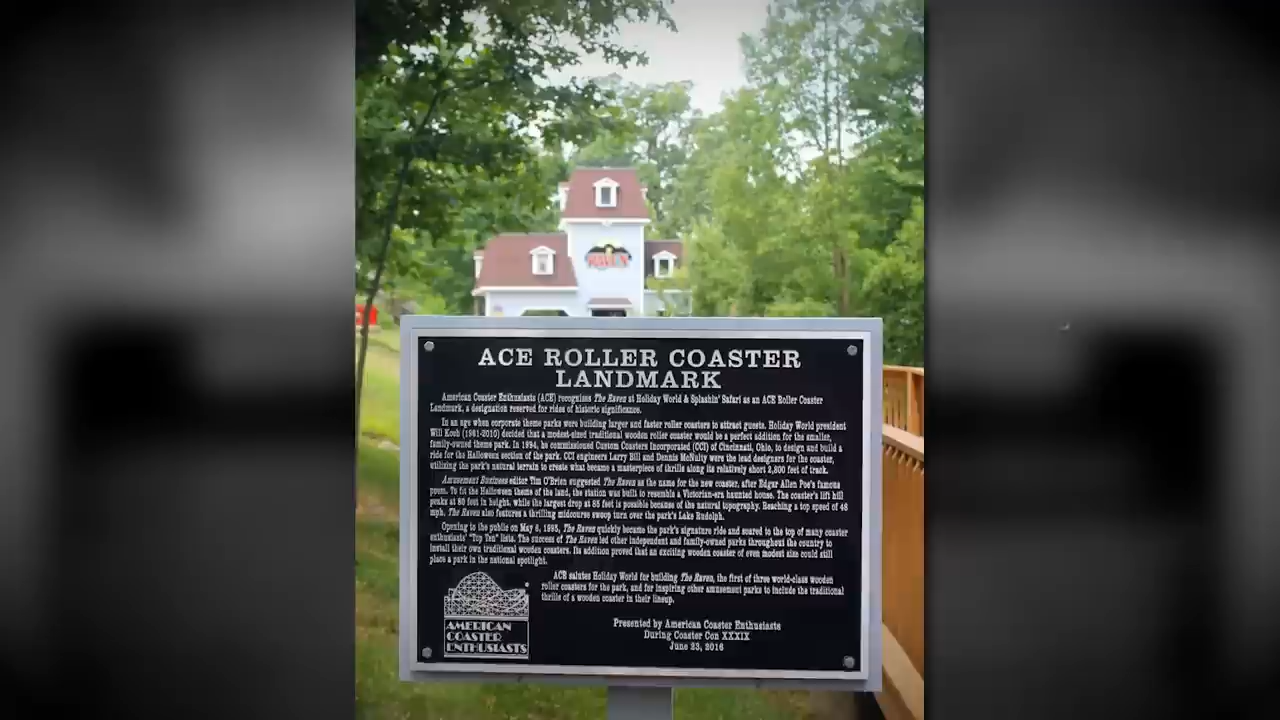 RAVEN
ACE ROLLER COASTER
LANDMARK
American Coaster Enthusiasts (ACE) recognizes The Raven at Holiday World & Splashin' Safari as an ACE Roller Coaster
Landmark, a designation reserved for rides of historic significance.
In an age when corporate theme parks were building larger and faster roller coasters to attract guests, Holiday World president
Will Koch (1961-2010) decided that a modest-sized traditional wooden roller coaster would be a perfect addition for the smaller,
family-owned theme park. In 1994, he commissioned Custom Coasters Incorporated (CCI) of Cincinnati, Ohio, to design and build a
ride for the Halloween section of the park. CCI engineers Larry Bill and Dennis McNulty were the lead designers for the coaster,
utilizing the park's natural terrain to create what became a masterpiece of thrills along its relatively short 2,800 feet of track.
Amusement Business editor Tim O'Brien suggested The Raven as the name for the new coaster, after Edgar Allen Poe's famous
poem. To fit the Halloween theme of the land, the station was built to resemble a Victorian-era haunted house. The coaster's lift hill
peaks at 80 feet in height, while the largest drop at 85 feet is possible because of the natural topography. Reaching a top speed of 48
mph, The Raven also features a thrilling midcourse swoop turn over the park's Lake Rudolph.
Opening to the public on May 6, 1995, The Raven quickly became the park's signature ride and soared to the top of many coaster
enthusiasts' "Top Ten" lists. The success of The Raven led other independent and family-owned parks throughout the country to
install their own traditional wooden coasters. Its addition proved that an exciting wooden coaster of even modest size could still
place a park in the national spotlight.
ACE salutes Holiday World for building The Raven, the first of three world-class wooden
roller coasters for the park, and for inspiring other amusement parks to include the traditional
thrills of a wooden coaster in their lineup.
AMERICAN
COASTER
ENTHUSIASTS
Presented by American Coaster Enthusiasts
During Coaster Con XXXIX
June 23, 2016